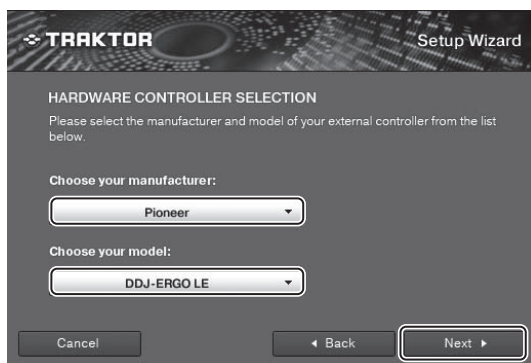 TRAKTOR
Setup Wizard
HARDWARE CONTROLLER SELECTION
Please select the manufacturer and model of your external controller from the list
below.
Choose your manufacturer:
Pioneer
Choose your model:
DDJ-ERGO LE
Cancel
Back
Next